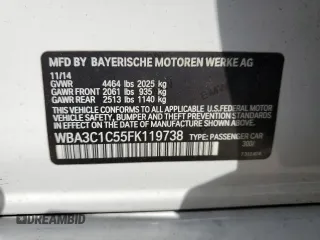 MFD BY BAYERISCHE MOTOREN WERKE AG
11/14
GVWR 4464 lbs 2025 kg
GAWR FRONT 2061 lbs 935 kg
GAWR REAR 2513 lbs 1140 kg
THIS VEHICLE CONFORMS TO ALL APPLICABLE
FEDERAL MOTOR VEHICLE SAFETY, BUMPER, AND
THEFT PREVENTION STANDARDS IN EFFECT ON THE
DATE OF MANUFACTURE SHOWN ABOVE.
WBA3C1C55FK119738 TYPE: PASSENGER CAR
AUTOBIDMASTER